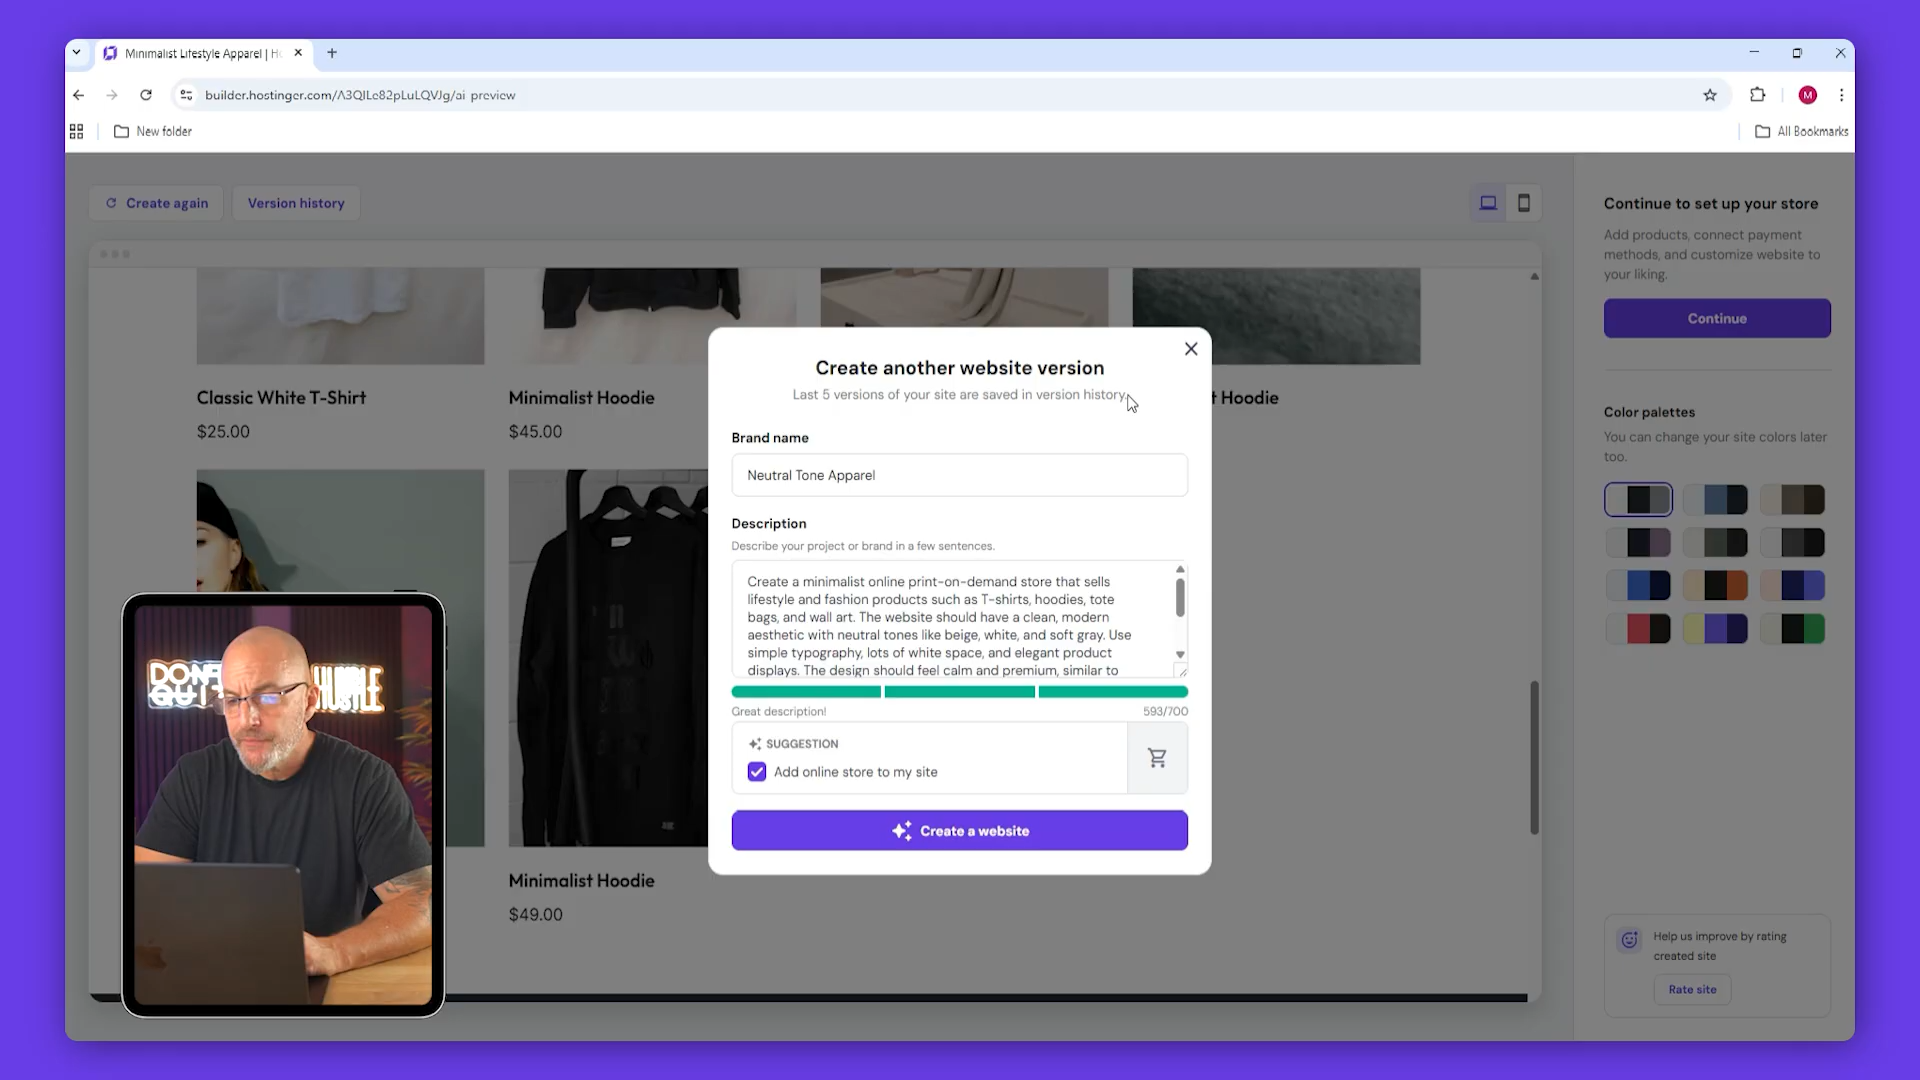 Minimalist Lifestyle Apparel | Ho
builder.hostinger.com/A3QILe82pLuLQVJg/ai-preview
M
New folder
All Bookmarks
Create again
Version history
Classic White T-Shirt
$25.00
Minimalist Hoodie
$45.00
t Hoodie
Minimalist Hoodie
$49.00
Create another website version
Last 5 versions of your site are saved in version history.
Brand name
Neutral Tone Apparel
Description
Describe your project or brand in a few sentences.
Create a minimalist online print-on-demand store that sells
lifestyle and fashion products such as T-shirts, hoodies, tote
bags, and wall art. The website should have a clean, modern
aesthetic with neutral tones like beige, white, and soft gray. Use
simple typography, lots of white space, and elegant product
displays. The design should feel calm and premium, similar to
Great description!
593/700
SUGGESTION
Add online store to my site
Create a website
Continue to set up your store
Add products, connect payment
methods, and customize website to
your liking.
Continue
Color palettes
You can change your site colors later
too.
Help us improve by rating
created site
Rate site
DON'T
QUIT
HUSTLE